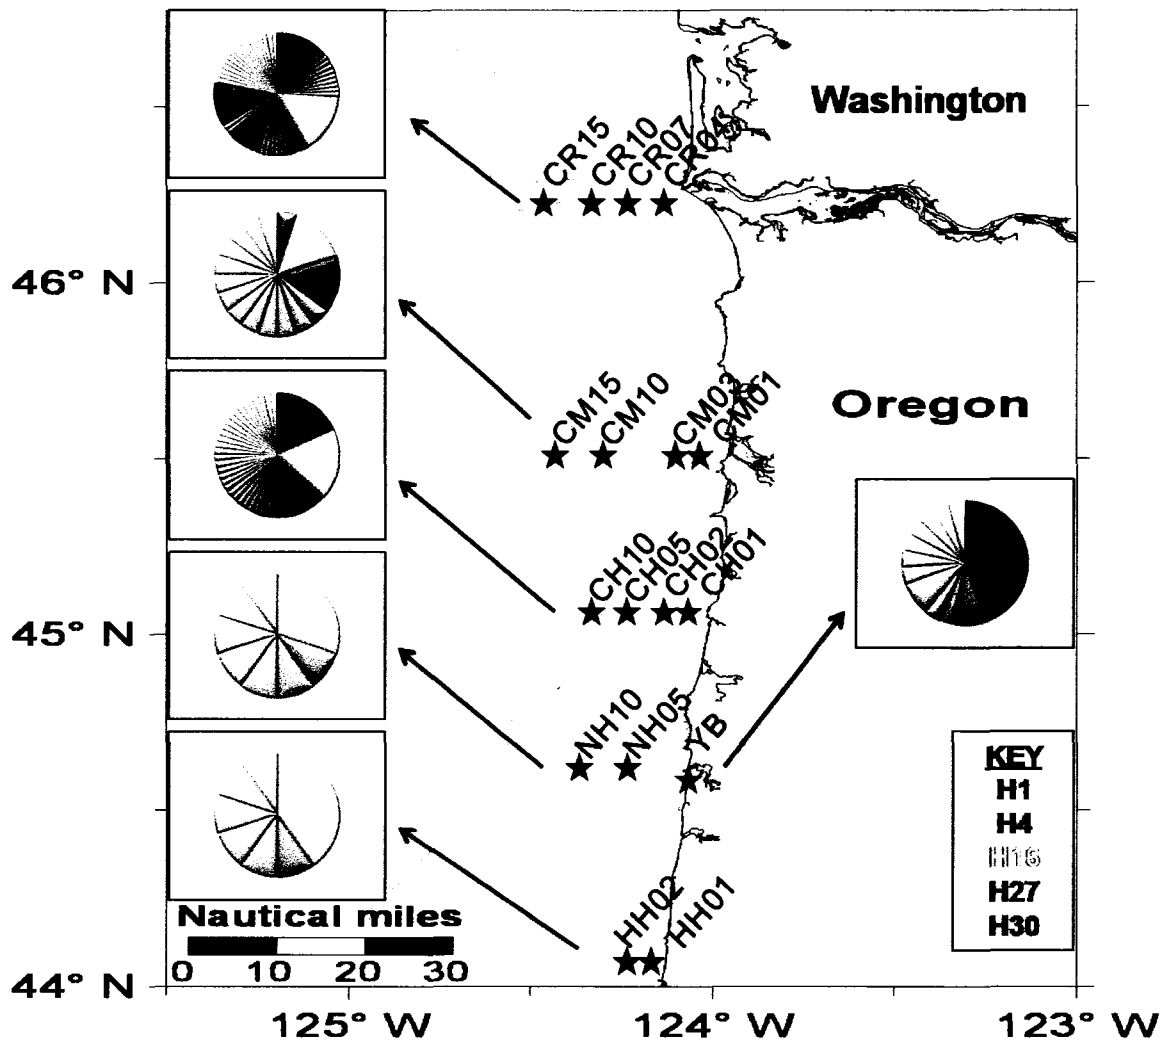 Washington
CR15
CR10
CR07
CR04
46° N
CM15
CM10
CM03
CM01
Oregon
CH10
CH05
CH02
CH01
45° N
NH10
NH05
YB
KEY
H1
H4
H16
H27
H30
HH02
HH01
Nautical miles
0 10 20 30
44° N
125° W 124° W 123° W